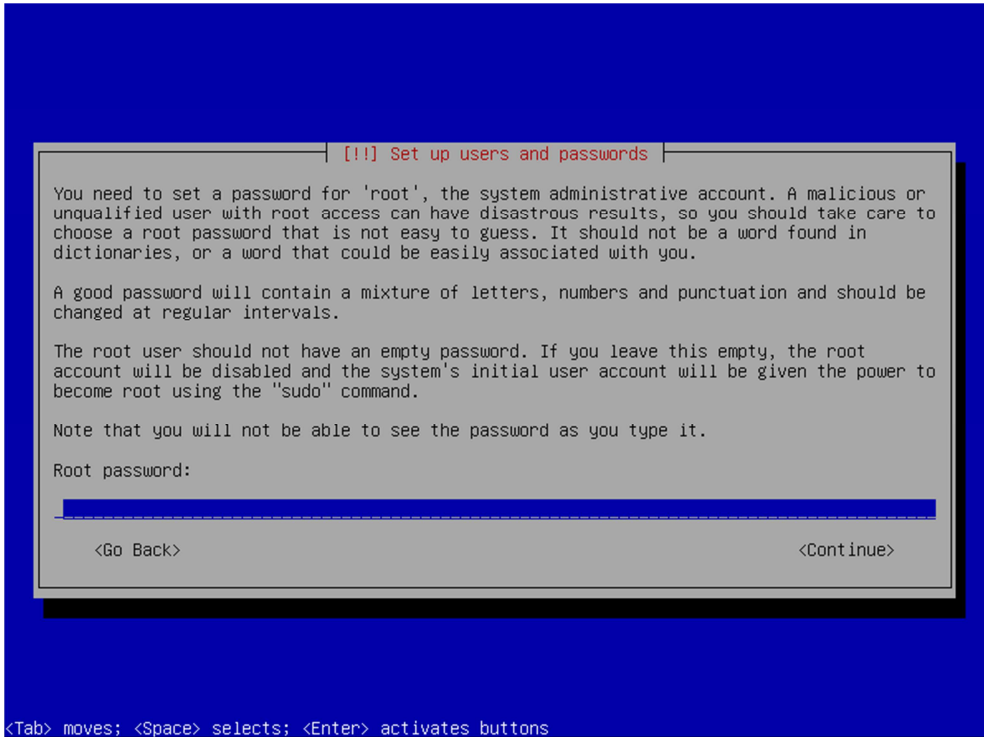 [!!] Set up users and passwords
You need to set a password for 'root', the system administrative account. A malicious or
unqualified user with root access can have disastrous results, so you should take care to
choose a root password that is not easy to guess. It should not be a word found in
dictionaries, or a word that could be easily associated with you.
A good password will contain a mixture of letters, numbers and punctuation and should be
changed at regular intervals.
The root user should not have an empty password. If you leave this empty, the root
account will be disabled and the system's initial user account will be given the power to
become root using the "sudo" command.
Note that you will not be able to see the password as you type it.
Root password:
<Go Back> <Continue>
<Tab> moves; <Space> selects; <Enter> activates buttons